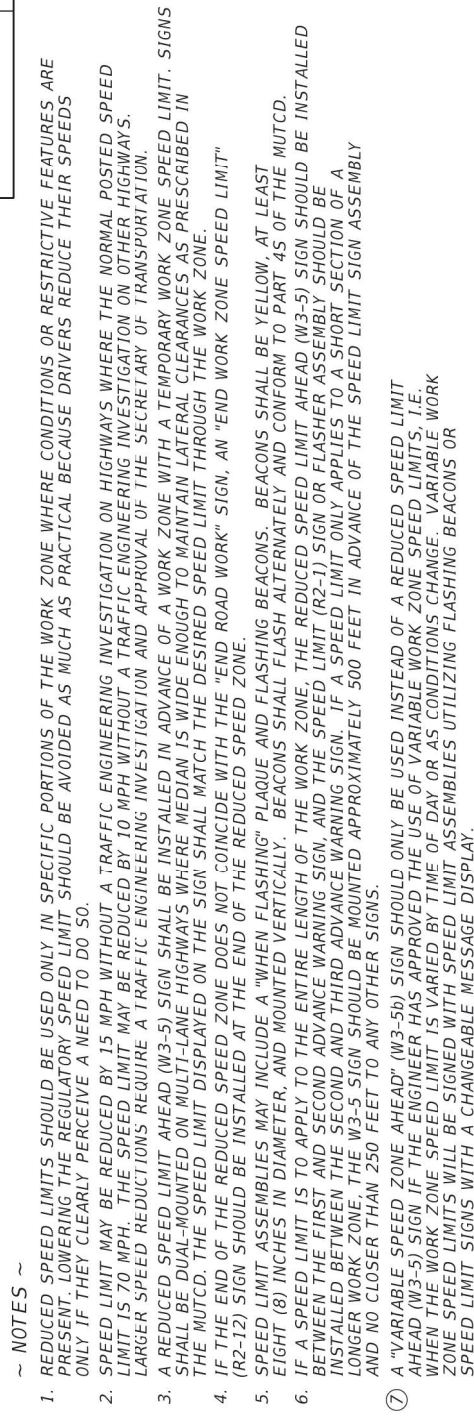 ~ NOTES ~
1. REDUCED SPEED LIMITS SHOULD BE USED ONLY IN SPECIFIC PORTIONS OF THE WORK ZONE WHERE CONDITIONS OR RESTRICTIVE FEATURES ARE
PRESENT. LOWERING THE REGULATORY SPEED LIMIT SHOULD BE AVOIDED AS MUCH AS PRACTICAL BECAUSE DRIVERS REDUCE THEIR SPEEDS
ONLY IF THEY CLEARLY PERCEIVE A NEED TO DO SO.
2. SPEED LIMIT MAY BE REDUCED BY 15 MPH WITHOUT A TRAFFIC ENGINEERING INVESTIGATION ON HIGHWAYS WHERE THE NORMAL POSTED SPEED
LIMIT IS 70 MPH. THE SPEED LIMIT MAY BE REDUCED BY 10 MPH WITHOUT A TRAFFIC ENGINEERING INVESTIGATION ON OTHER HIGHWAYS.
LARGER SPEED REDUCTIONS REQUIRE A TRAFFIC ENGINEERING INVESTIGATION AND APPROVAL OF THE SECRETARY OF TRANSPORTATION.
3. A REDUCED SPEED LIMIT AHEAD (W3-5) SIGN SHALL BE INSTALLED IN ADVANCE OF A WORK ZONE WITH A TEMPORARY WORK ZONE SPEED LIMIT. SIGNS
SHALL BE DUAL-MOUNTED ON MULTI-LANE HIGHWAYS WHERE MEDIAN IS WIDE ENOUGH TO MAINTAIN LATERAL CLEARANCES AS PRESCRIBED IN
THE MUTCD. THE SPEED LIMIT DISPLAYED ON THE SIGN SHALL MATCH THE DESIRED SPEED LIMIT THROUGH THE WORK ZONE.
4. IF THE END OF THE REDUCED SPEED ZONE DOES NOT COINCIDE WITH THE "END ROAD WORK" SIGN, AN "END WORK ZONE SPEED LIMIT"
(R2-12) SIGN SHOULD BE INSTALLED AT THE END OF THE REDUCED SPEED ZONE.
5. SPEED LIMIT ASSEMBLIES MAY INCLUDE A "WHEN FLASHING" PLAQUE AND FLASHING BEACONS. BEACONS SHALL BE YELLOW, AT LEAST
EIGHT (8) INCHES IN DIAMETER, AND MOUNTED VERTICALLY. BEACONS SHALL FLASH ALTERNATELY AND CONFORM TO PART 4S OF THE MUTCD.
6. IF A SPEED LIMIT IS TO APPLY TO THE ENTIRE LENGTH OF THE WORK ZONE, THE REDUCED SPEED LIMIT AHEAD (W3-5) SIGN SHOULD BE INSTALLED
BETWEEN THE FIRST AND SECOND ADVANCE WARNING SIGN, AND THE SPEED LIMIT (R2-1) SIGN OR FLASHER ASSEMBLY SHOULD BE
INSTALLED BETWEEN THE SECOND AND THIRD ADVANCE WARNING SIGN. IF A SPEED LIMIT ONLY APPLIES TO A SHORT SECTION OF A
LONGER WORK ZONE, THE W3-5 SIGN SHOULD BE MOUNTED APPROXIMATELY 500 FEET IN ADVANCE OF THE SPEED LIMIT SIGN ASSEMBLY
AND NO CLOSER THAN 250 FEET TO ANY OTHER SIGNS.
7 A "VARIABLE SPEED ZONE AHEAD" (W3-5b) SIGN SHOULD ONLY BE USED INSTEAD OF A REDUCED SPEED LIMIT
AHEAD (W3-5) SIGN IF THE ENGINEER HAS APPROVED THE USE OF VARIABLE WORK ZONE SPEED LIMITS, I.E.
WHEN THE WORK ZONE SPEED LIMIT IS VARIED BY TIME OF DAY OR AS CONDITIONS CHANGE. VARIABLE WORK
ZONE SPEED LIMITS WILL BE SIGNED WITH SPEED LIMIT ASSEMBLIES UTILIZING FLASHING BEACONS OR
SPEED LIMIT SIGNS WITH A CHANGEABLE MESSAGE DISPLAY.